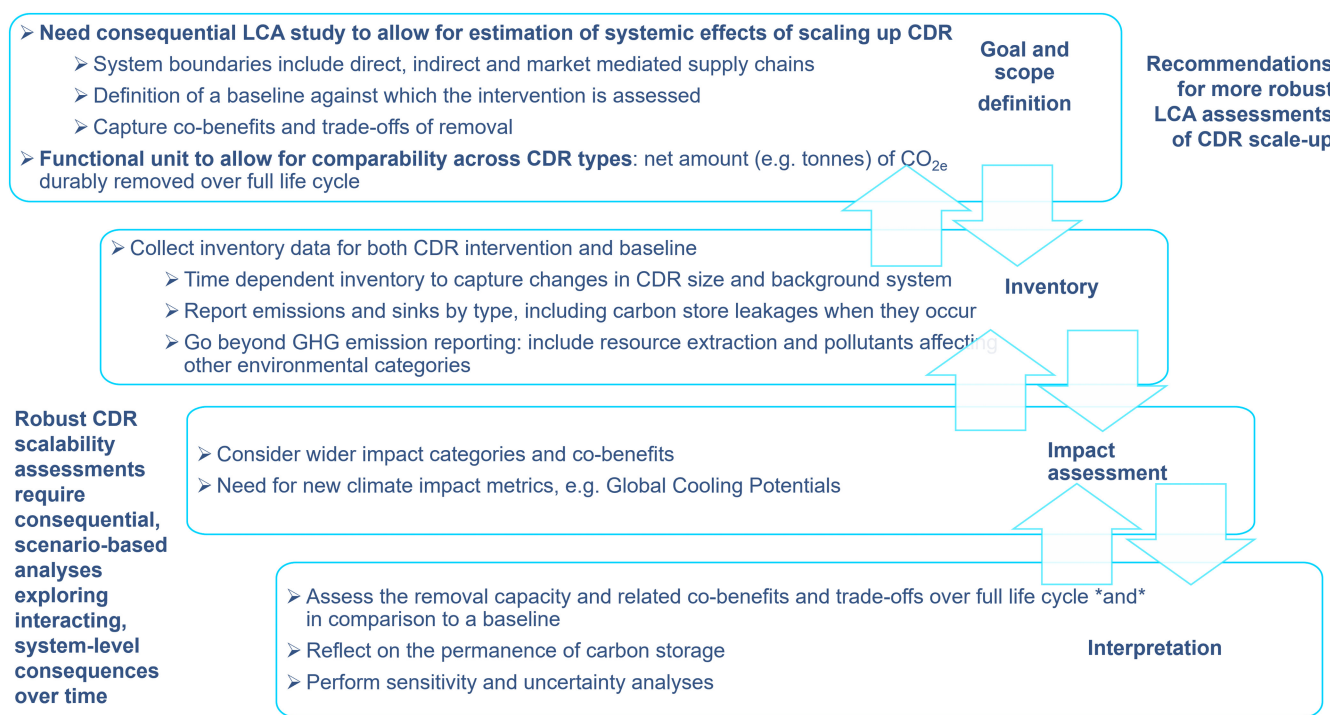 ➢ Need consequential LCA study to allow for estimation of systemic effects of scaling up CDR
➢ System boundaries include direct, indirect and market mediated supply chains
➢ Definition of a baseline against which the intervention is assessed
➢ Capture co-benefits and trade-offs of removal
➢ Functional unit to allow for comparability across CDR types: net amount (e.g. tonnes) of CO2e
durably removed over full life cycle
Goal and
scope
definition
Recommendations
for more robust
LCA assessments
of CDR scale-up
➢ Collect inventory data for both CDR intervention and baseline
➢ Time dependent inventory to capture changes in CDR size and background system
➢ Report emissions and sinks by type, including carbon store leakages when they occur
➢ Go beyond GHG emission reporting: include resource extraction and pollutants affecting
other environmental categories
Inventory
Robust CDR
scalability
assessments
require
consequential,
scenario-based
analyses
exploring
interacting,
system-level
consequences
over time
➢ Consider wider impact categories and co-benefits
➢ Need for new climate impact metrics, e.g. Global Cooling Potentials
Impact
assessment
➢ Assess the removal capacity and related co-benefits and trade-offs over full life cycle *and*
in comparison to a baseline
➢ Reflect on the permanence of carbon storage
➢ Perform sensitivity and uncertainty analyses
Interpretation